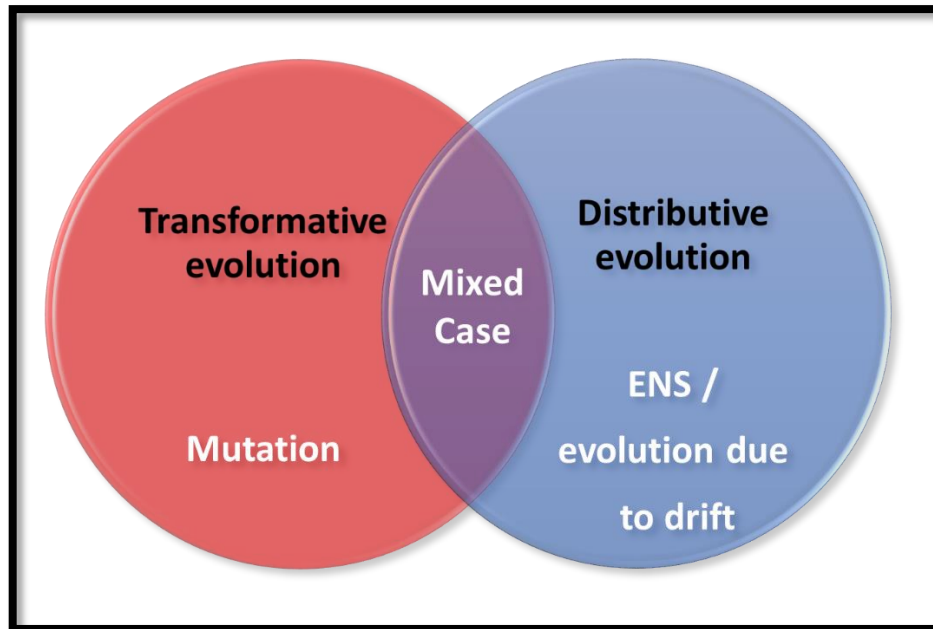 Transformative
evolution
Mutation
Mixed
Case
Distributive
evolution
ENS /
evolution due
to drift